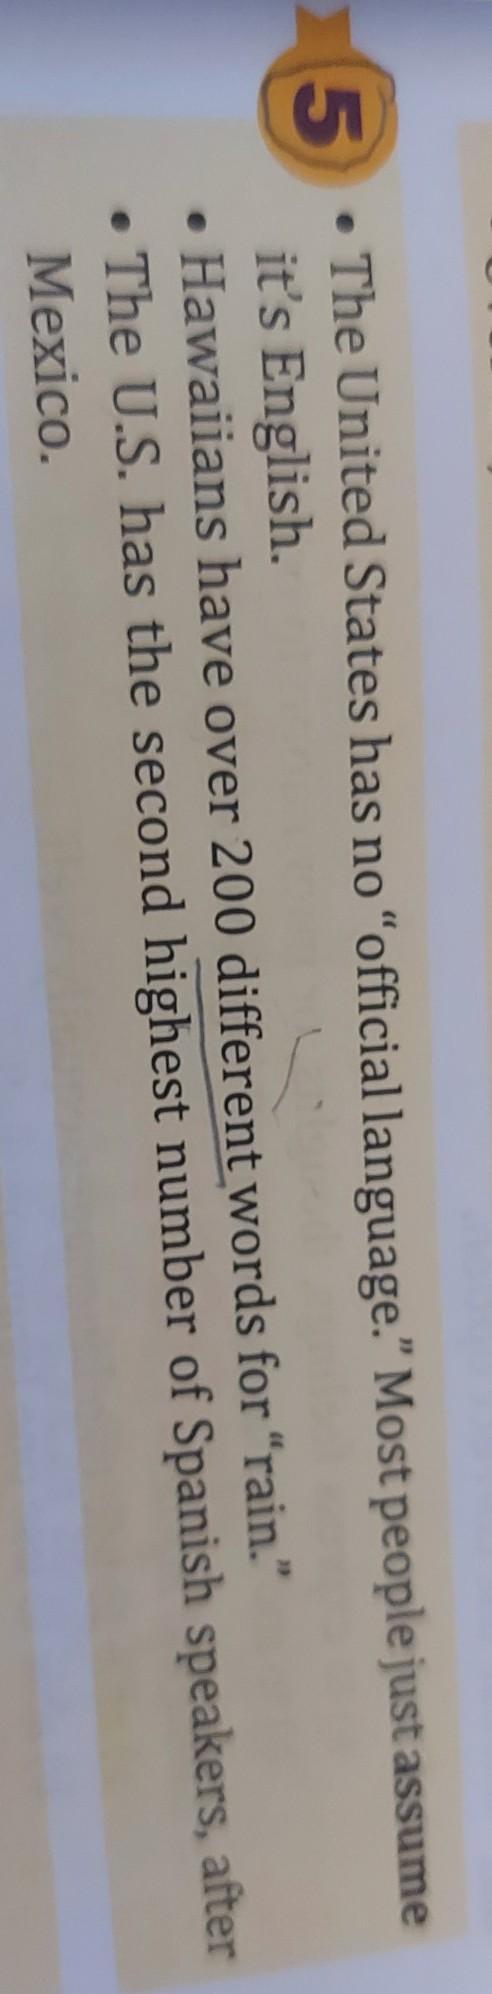 5
• The United States has no “official language.” Most people just assume
it's English.
• Hawaiians have over 200 different words for “rain.”
• The U.S. has the second highest number of Spanish speakers, after
Mexico.